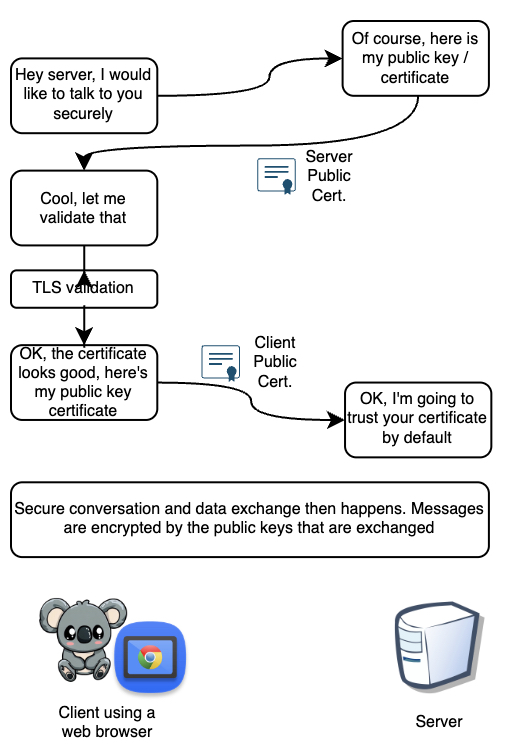 Of course, here is
my public key /
certificate
Hey server, I would
like to talk to you
securely
Server
Public
Cert.
Cool, let me
validate that
TLS validation
OK, the certificate
looks good, here's
my public key
certificate
Client
Public
Cert.
OK, I'm going to
trust your certificate
by default
Secure conversation and data exchange then happens. Messages
are encrypted by the public keys that are exchanged
Client using a
web browser
Server